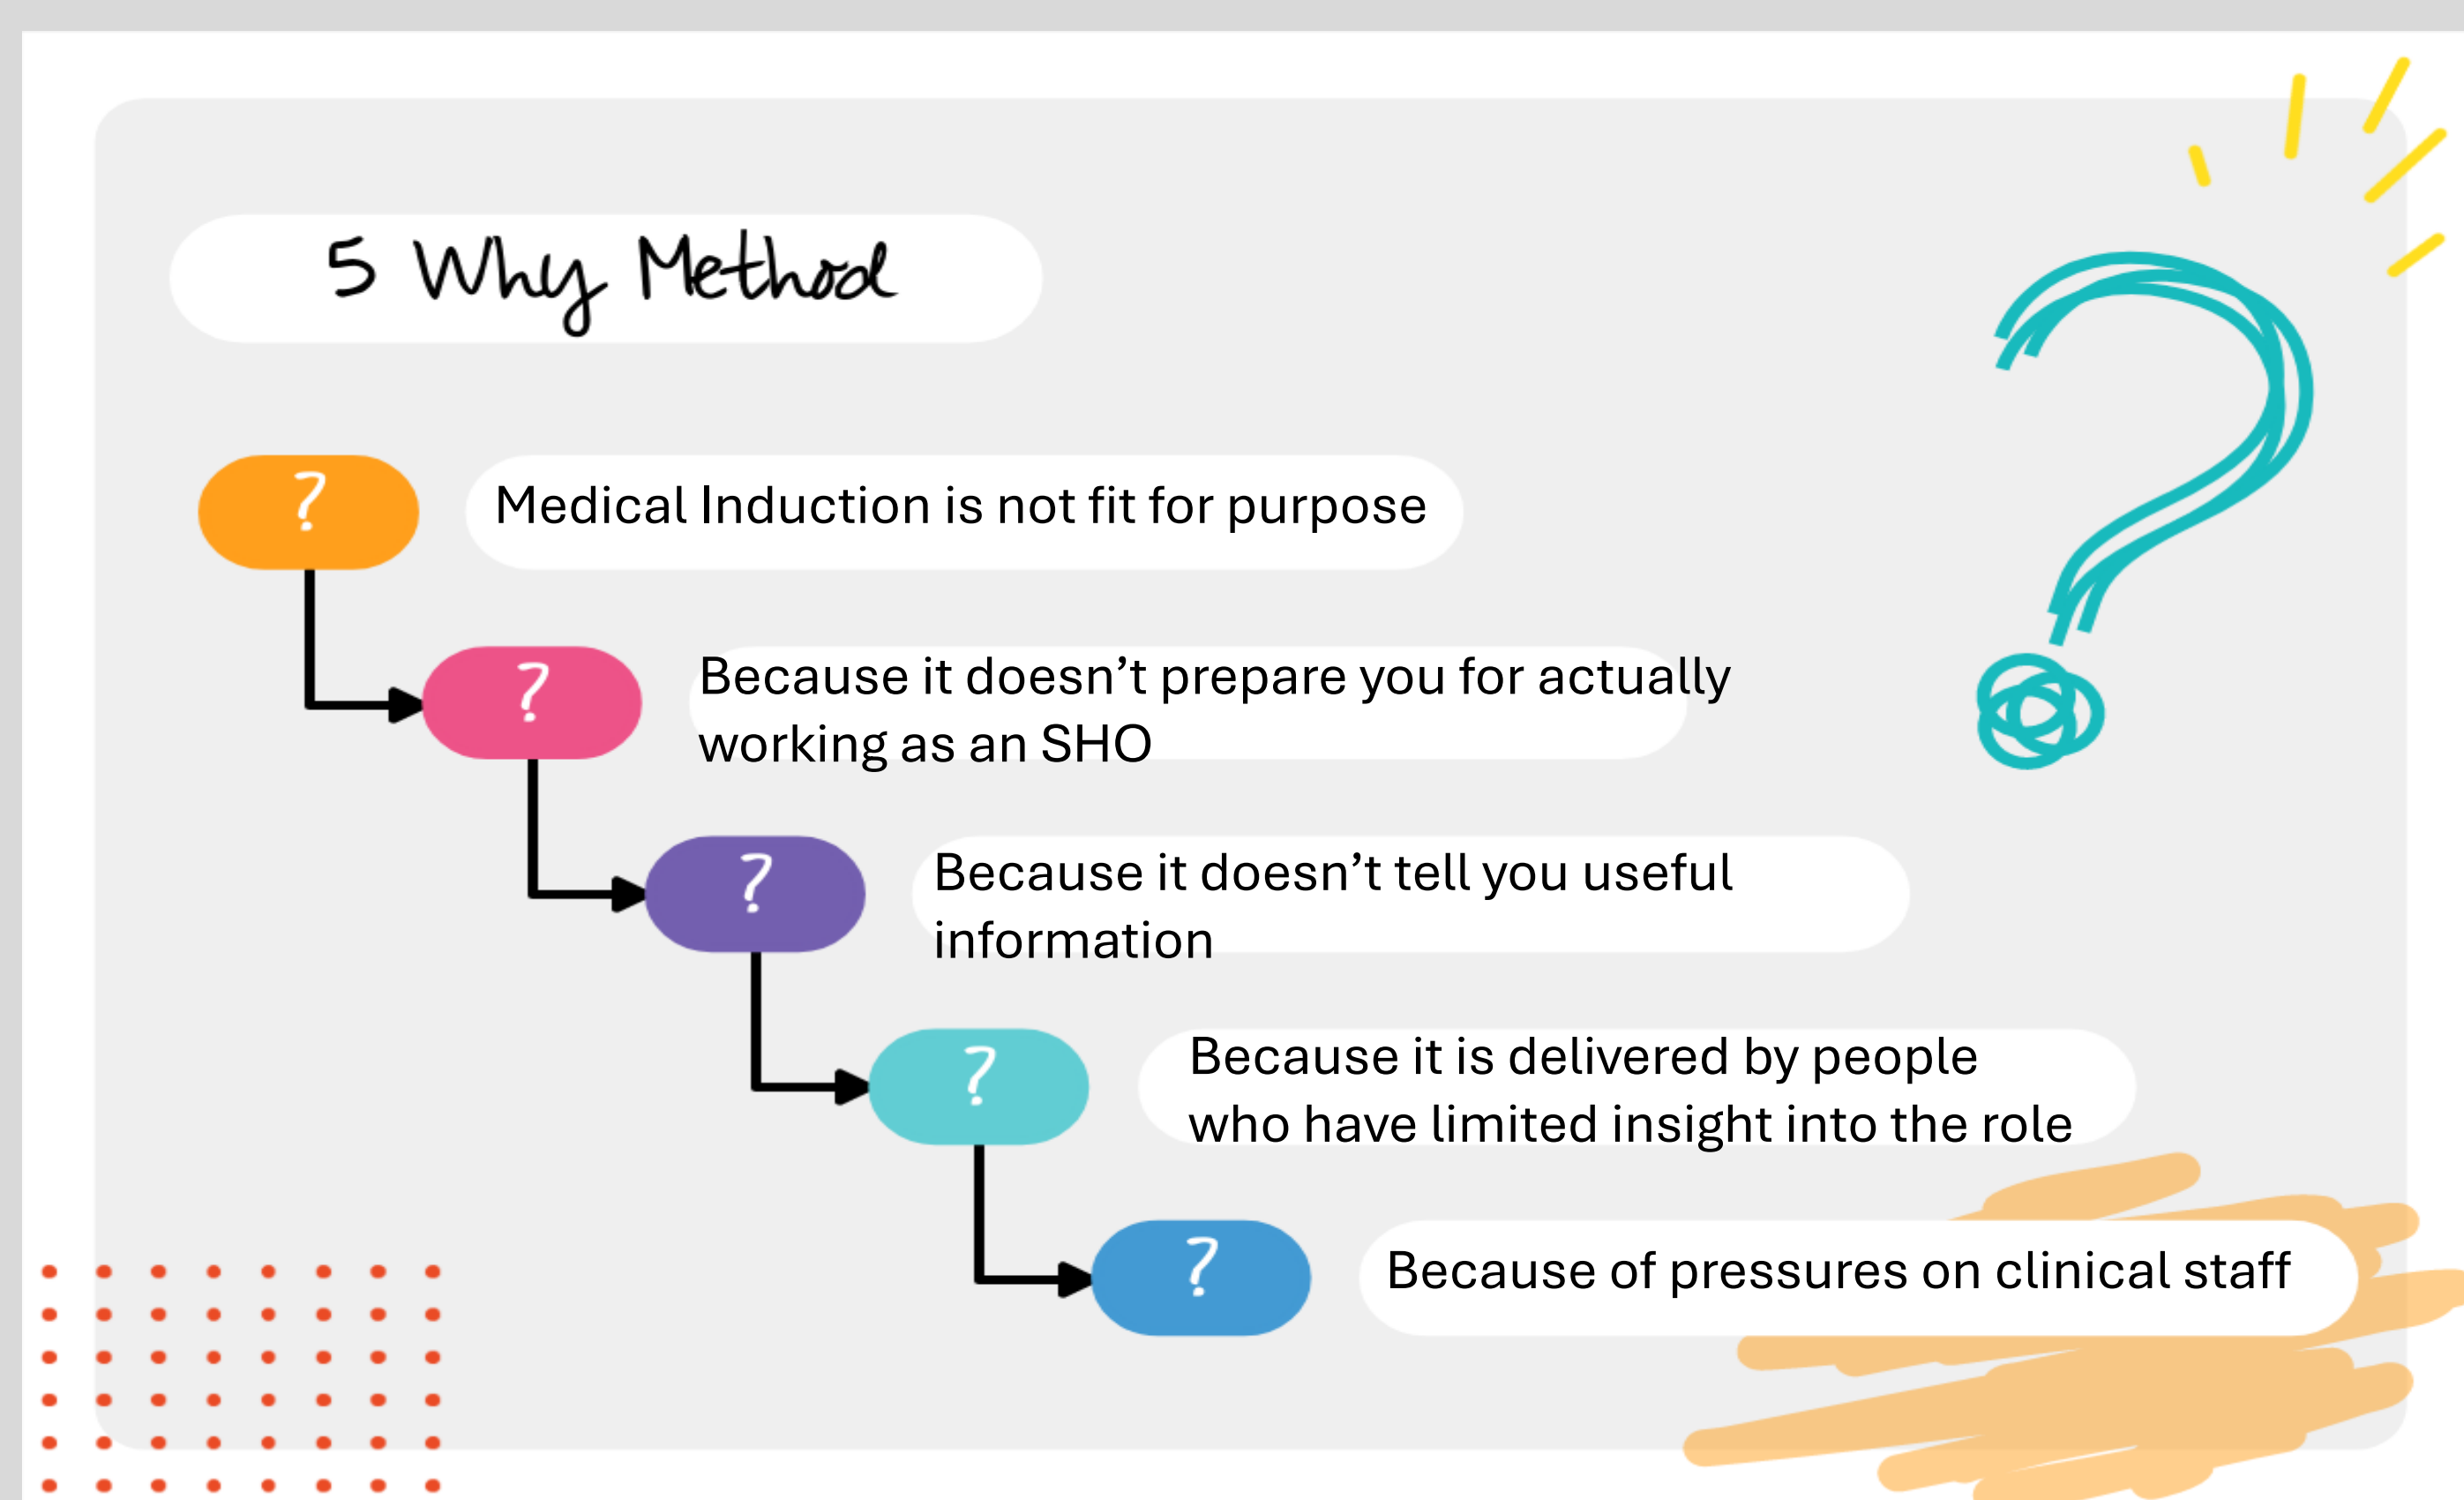 5 Why Method
?
Medical Induction is not fit for purpose
?
Because it doesn’t prepare you for actually
working as an SHO
?
Because it doesn’t tell you useful
information
?
Because it is delivered by people
who have limited insight into the role
?
Because of pressures on clinical staff